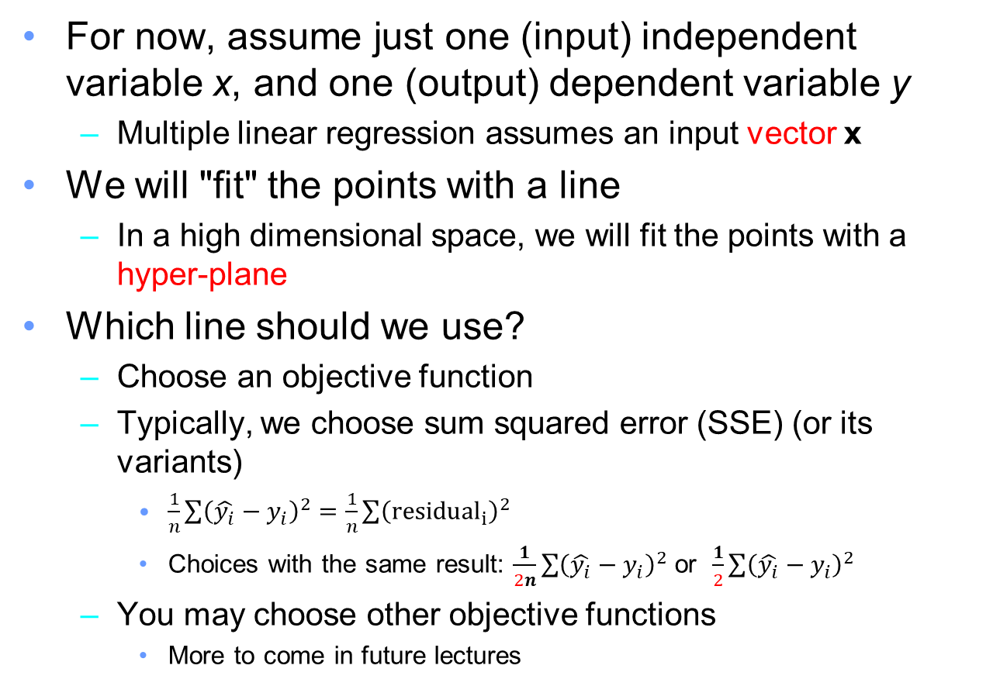 • For now, assume just one (input) independent
variable x, and one (output) dependent variable y
– Multiple linear regression assumes an input vector x
• We will "fit" the points with a line
– In a high dimensional space, we will fit the points with a
hyper-plane
• Which line should we use?
– Choose an objective function
– Typically, we choose sum squared error (SSE) (or its
variants)
• $\frac{1}{n}\sum(\widehat{y_i} - y_i)^2 = \frac{1}{n}\sum(\text{residual}_\text{i})^2$
• Choices with the same result: $\frac{\mathbf{1}}{2\boldsymbol{n}}\sum(\widehat{y_i} - y_i)^2$ or $\frac{\mathbf{1}}{2}\sum(\widehat{y_i} - y_i)^2$
– You may choose other objective functions
• More to come in future lectures